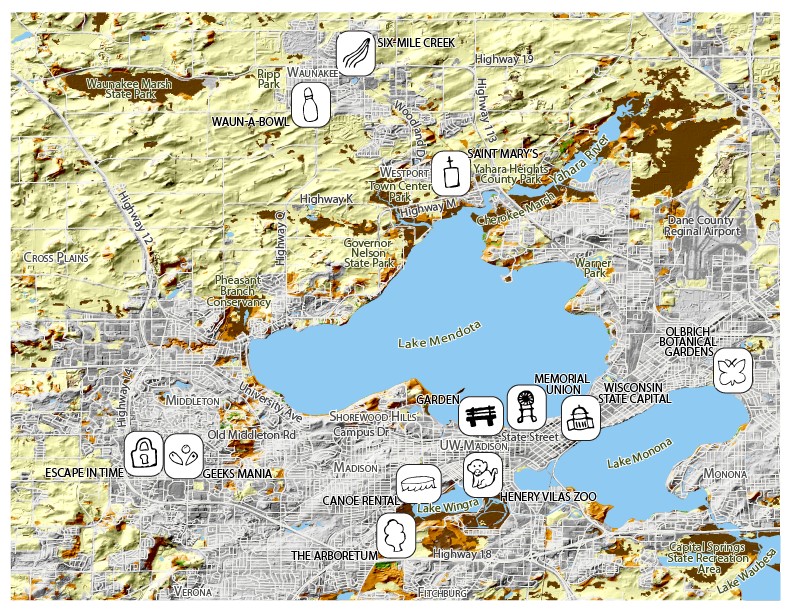 SIX-MILE CREEK
Highway 19
Ripp
Park
WAUNAKEE
Waunakee Marsh
State Park
Highway 113
WAUN-A-BOWL
Woodland D
SAINT MARY'S
Yahara River
WESTPORT
Yahara Heights
County Park
Town Center
Park
Highway K
Highway M
Cherokee Marsh
Highway 12
Highway Q
Dane County
Reginal Airport
Governor
Nelson
State Park
CROSS PLAINS
Warner
Park
Pheasant
Branch
Conservancy
Lake Mendota
OLBRICH
BOTANICAL
GARDENS
Highway 14
MEMORIAL
UNION
WISCONSIN
STATE CAPITAL
MIDDLETON
University Ave
GARDEN
SHOREWOOD HILLS
Campus Dr
Old Middleton Rd
State Street
UW-MADISON
Lake Monona
ESCAPE IN TIME
GEEKS MANIA
MADISON
MONONA
CANOE RENTAL
HENERY VILAS ZOO
Lake Wingra
THE ARBORETUM
Highway 18
Capital Springs
State Recreation
Area
Lake Waubesa
VERONA
FITCHBURG